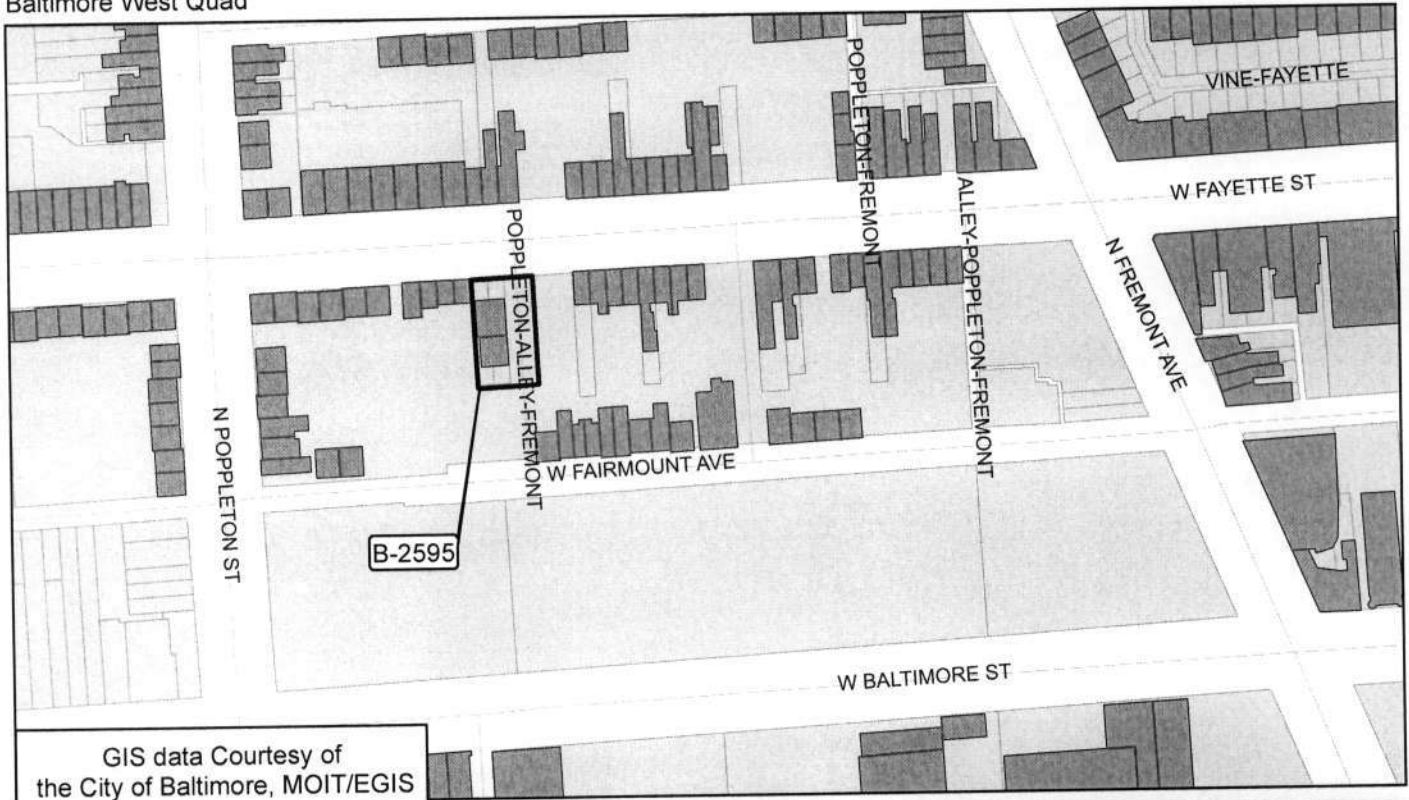 Baltimore West Quad
POPPLETON-FREMONT
VINE-FAYETTE
W FAYETTE ST
POPPLETON-ALLEY-FREMONT
ALLEY-POPPLETON-FREMONT
N FREMONT AVE
N POPPLETON ST
W FAIRMOUNT AVE
B-2595
W BALTIMORE ST
GIS data Courtesy of
the City of Baltimore, MOIT/EGIS